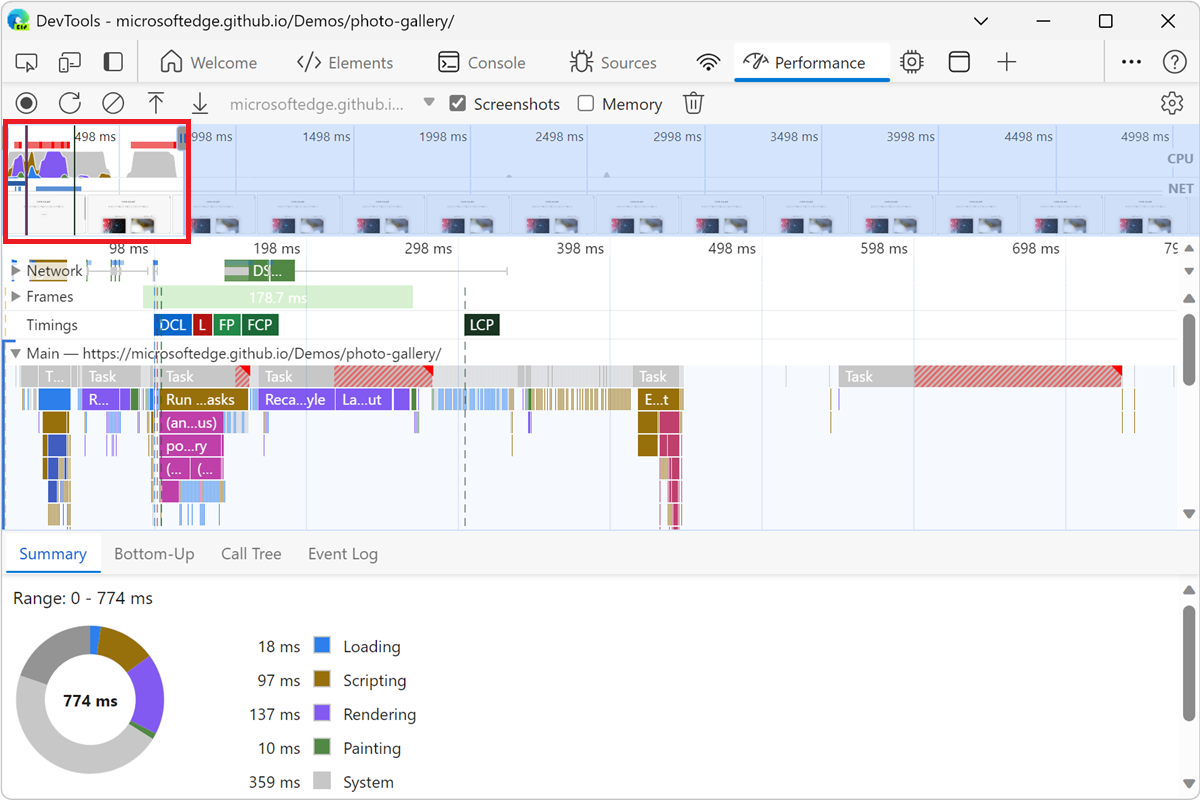 DevTools - microsoftedge.github.io/Demos/photo-gallery/
Welcome Elements Console Sources Performance
microsoftedge.github.i... Screenshots Memory
498 ms 998 ms 1498 ms 1998 ms 2498 ms 2998 ms 3498 ms 3998 ms 4498 ms 4998 ms
CPU
NET
98 ms 198 ms 298 ms 398 ms 498 ms 598 ms 698 ms 79
Network DS...
Frames 178.7 ms
Timings DCL L FP FCP LCP
Main — https://microsoftedge.github.io/Demos/photo-gallery/
T... Task Task Task Task Task
R... Run ...asks Reca...yle La...ut E...t
(an...us)
po...ry
(... (...
Summary Bottom-Up Call Tree Event Log
Range: 0 - 774 ms
18 ms Loading
97 ms Scripting
774 ms
137 ms Rendering
10 ms Painting
359 ms System